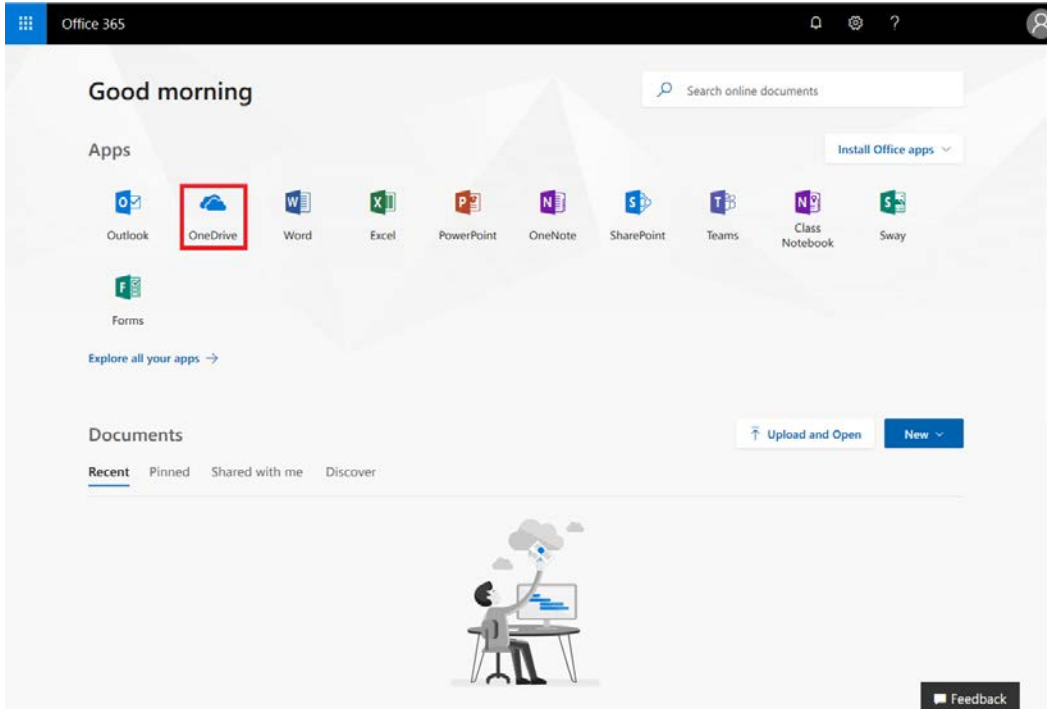 Office 365
?
Good morning
Search online documents
Apps
Install Office apps
Outlook
OneDrive
Word
Excel
PowerPoint
OneNote
SharePoint
Teams
Class
Notebook
Sway
Forms
Explore all your apps →
Documents
Upload and Open
New
Recent Pinned Shared with me Discover
Feedback